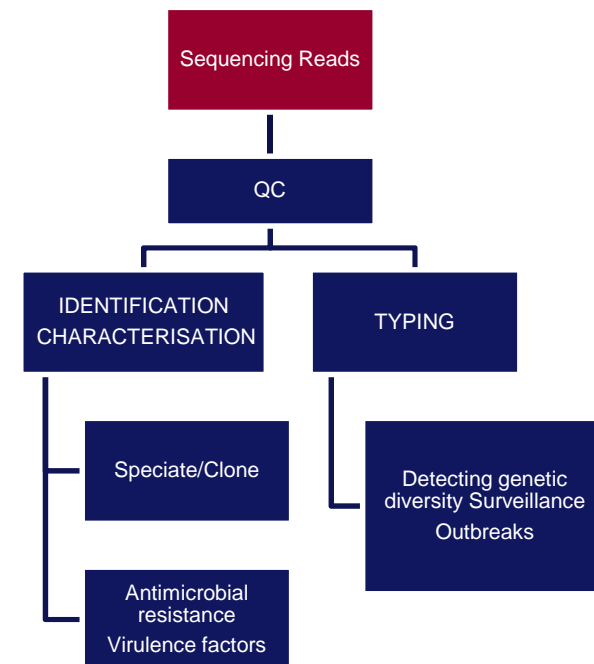 Sequencing Reads
QC
IDENTIFICATION
CHARACTERISATION
TYPING
Speciate/Clone
Detecting genetic
diversity Surveillance
Outbreaks
Antimicrobial
resistance
Virulence factors